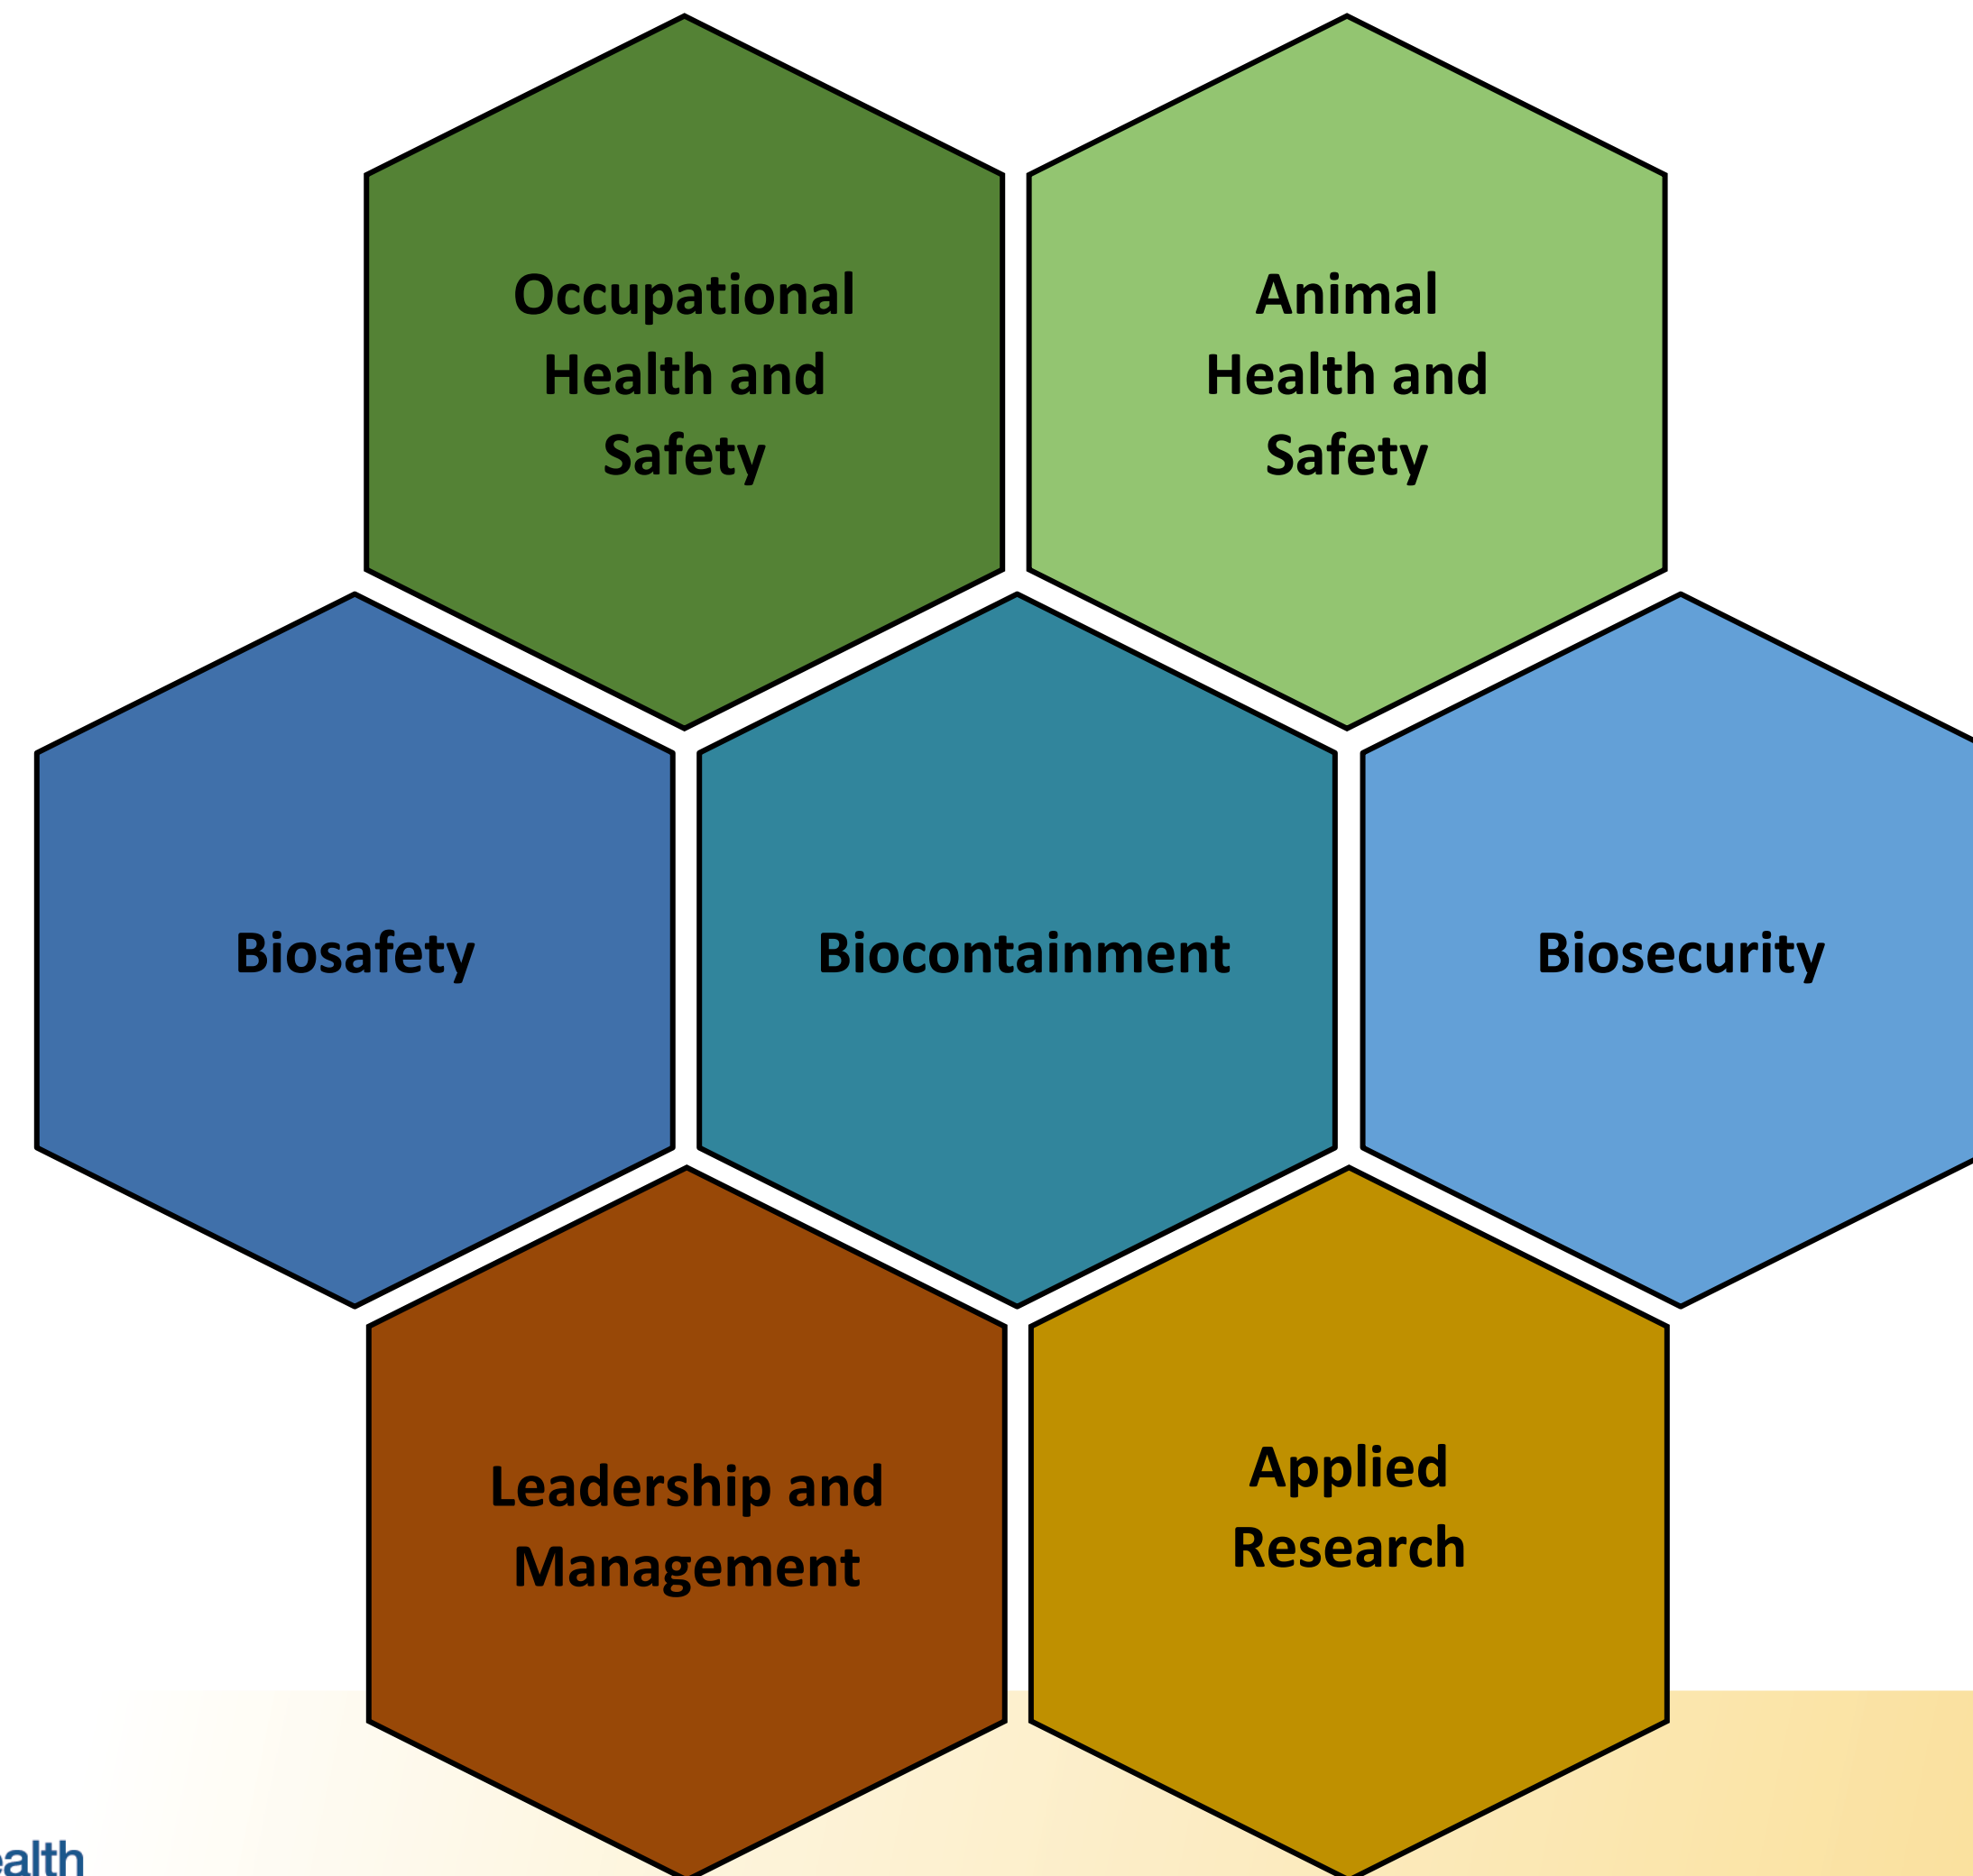 Occupational
Health and
Safety
Animal
Health and
Safety
Biosafety
Biocontainment
Biosecurity
Leadership and
Management
Applied
Research
ealth